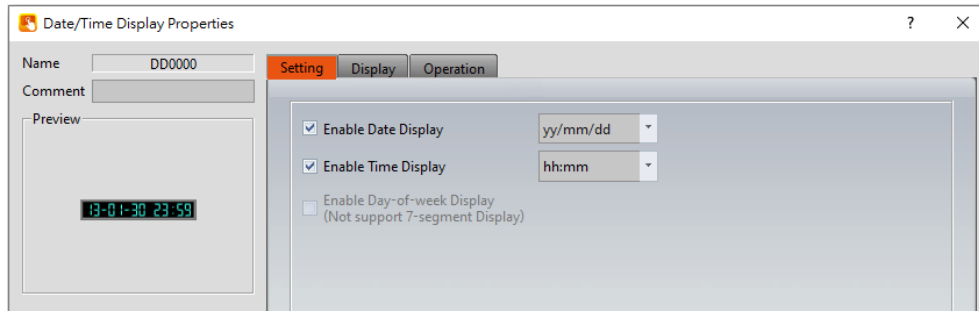 Date/Time Display Properties ? ×
Name DD0000
Comment
Preview
13-01-30 23:59
Setting Display Operation
Enable Date Display yy/mm/dd
Enable Time Display hh:mm
Enable Day-of-week Display
(Not support 7-segment Display)